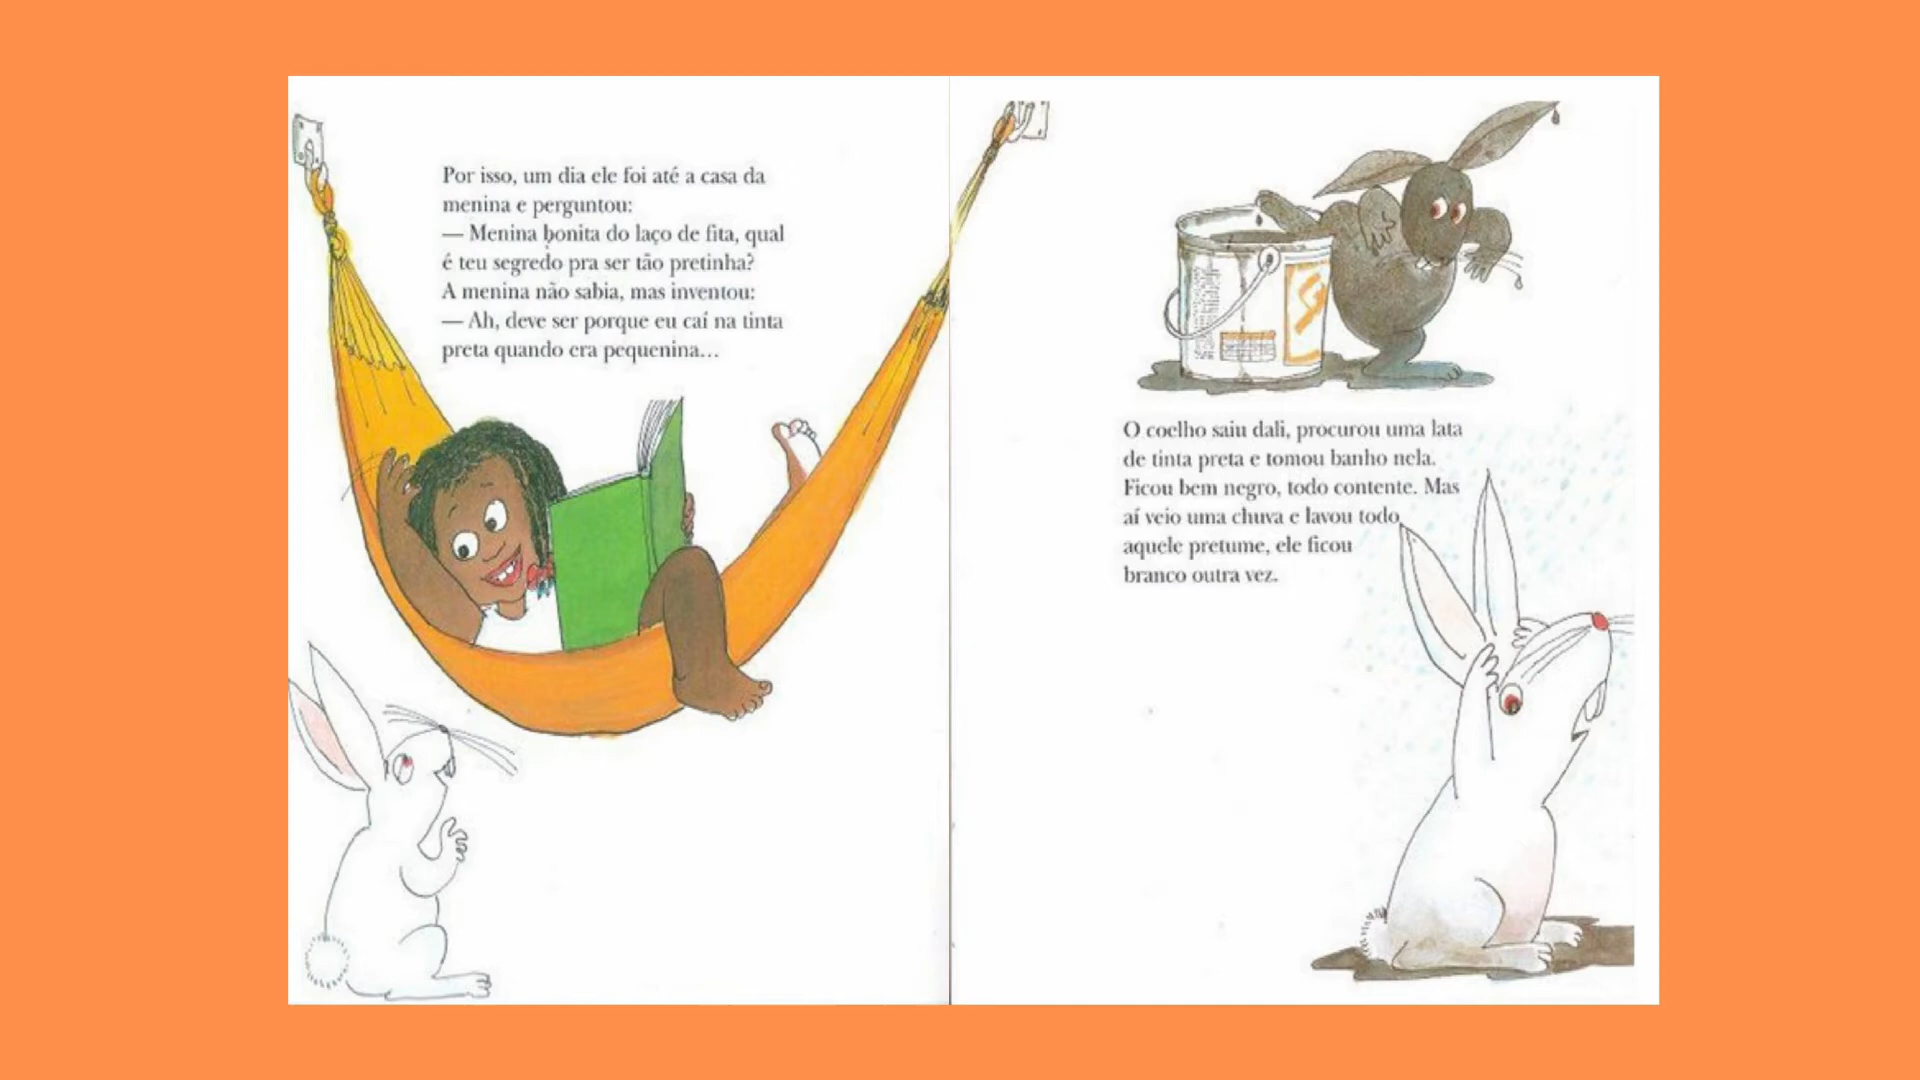 Por isso, um dia ele foi até a casa da
menina e perguntou:
— Menina bonita do laço de fita, qual
é teu segredo pra ser tão pretinha?
A menina não sabia, mas inventou:
— Ah, deve ser porque eu caí na tinta
preta quando era pequenina...
O coelho saiu dali, procurou uma lata
de tinta preta e tomou banho nela.
Ficou bem negro, todo contente. Mas
aí veio uma chuva e lavou todo
aquele pretume, ele ficou
branco outra vez.